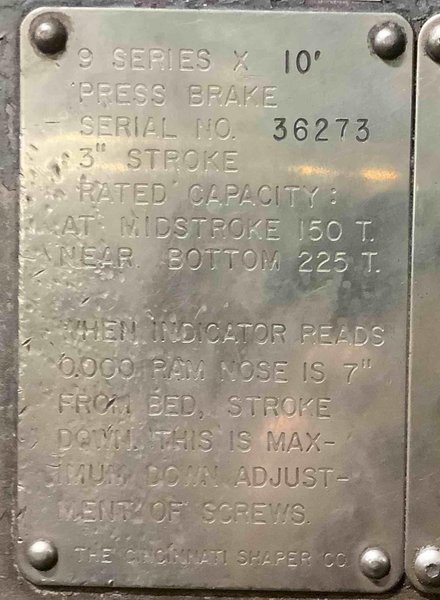 9 SERIES X 10'
PRESS BRAKE
SERIAL NO. 36273
3" STROKE
RATED CAPACITY:
AT MIDSTROKE 150 T.
NEAR BOTTOM 225 T.
WHEN INDICATOR READS
0.000 RAM NOSE IS 7"
FROM BED, STROKE
DOWN. THIS IS MAX-
IMUM DOWN ADJUST-
MENT OF SCREWS.
THE CINCINNATI SHAPER CO